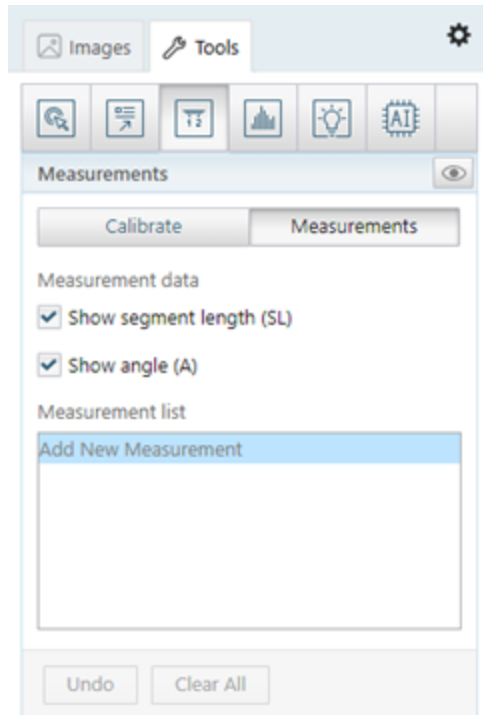 Images Tools
AI
Measurements
Calibrate Measurements
Measurement data
Show segment length (SL)
Show angle (A)
Measurement list
Add New Measurement
Undo Clear All